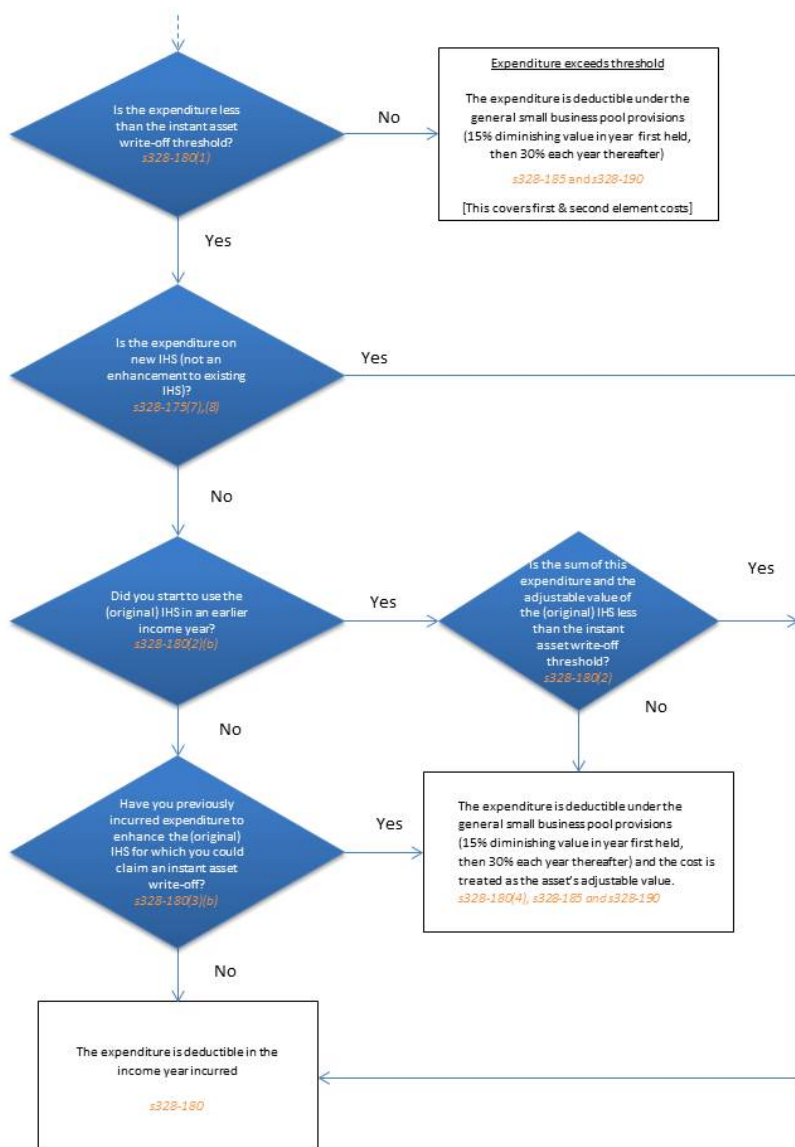 Is the expenditure less
than the instant asset
write-off threshold?
s328-180(1)
No
Expenditure exceeds threshold
The expenditure is deductible under the
general small business pool provisions
(15% diminishing value in year first held,
then 30% each year thereafter)
s328-185 and s328-190
[This covers first & second element costs]
Yes
Is the expenditure on
new IHS (not an
enhancement to existing
IHS)?
s328-175(7),(8)
Yes
No
Did you start to use the
(original) IHS in an earlier
income year?
s328-180(2)(b)
Yes
Is the sum of this
expenditure and the
adjustable value of
the (original) IHS less
than the instant
asset write-off
threshold?
s328-180(2)
Yes
No
No
Have you previously
incurred expenditure to
enhance the (original)
IHS for which you could
claim an instant asset
write-off?
s328-180(3)(b)
Yes
The expenditure is deductible under the
general small business pool provisions
(15% diminishing value in year first held,
then 30% each year thereafter) and the cost is
treated as the asset's adjustable value.
s328-180(4), s328-185 and s328-190
No
The expenditure is deductible in the
income year incurred
s328-180